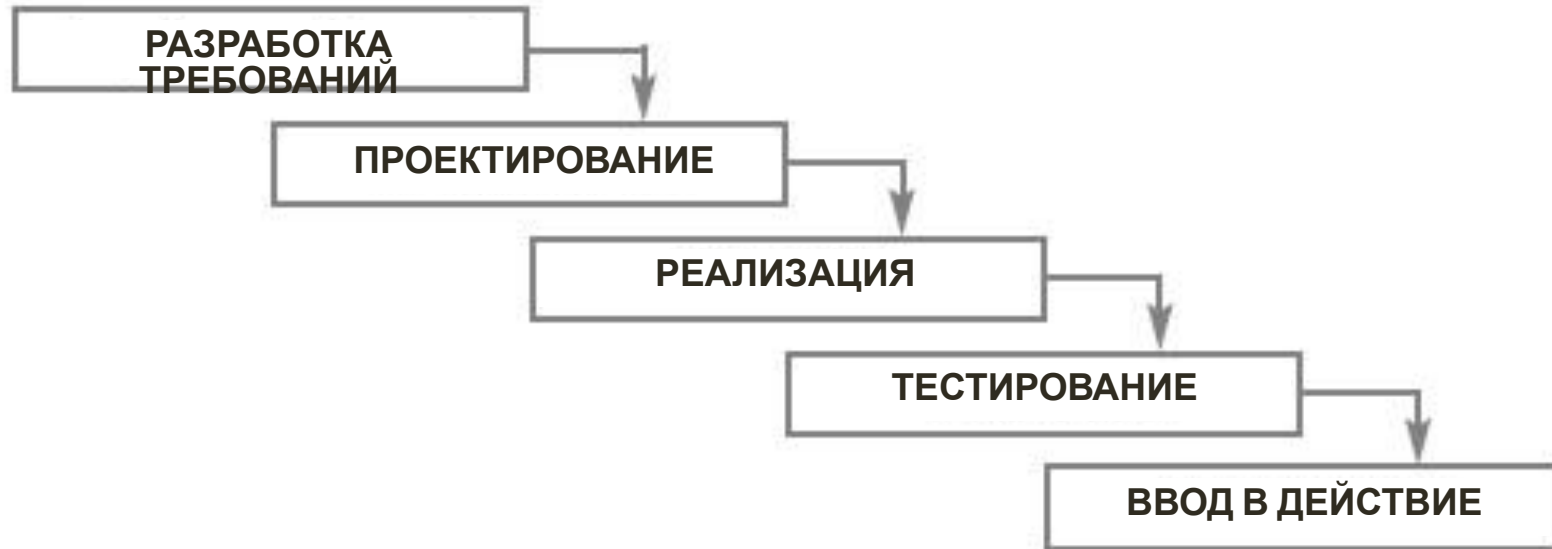 РАЗРАБОТКА
ТРЕБОВАНИЙ
ПРОЕКТИРОВАНИЕ
РЕАЛИЗАЦИЯ
ТЕСТИРОВАНИЕ
ВВОД В ДЕЙСТВИЕ